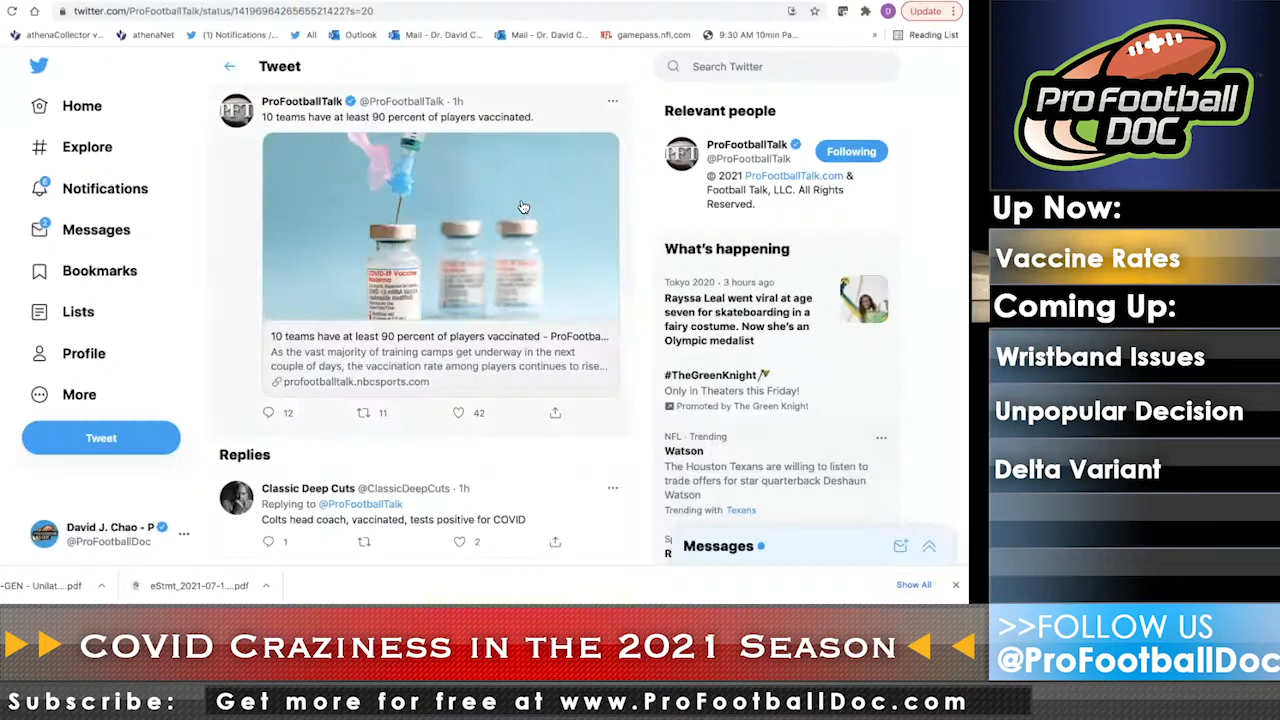 twitter.com/ProFootballTalk/status/1419696426565521422?s=20
Update
athenaCollector v...
athenaNet
(1) Notifications /...
All
Outlook
Mail - Dr. David C...
Mail - Dr. David C...
gamepass.nfl.com
9:30 AM 10min Pa...
»
Reading List
Home
Explore
Notifications
6
Messages
2
Bookmarks
Lists
Profile
More
Tweet
David J. Chao - P
@ProFootballDoc
Tweet
ProFootballTalk @ProFootballTalk · 1h
10 teams have at least 90 percent of players vaccinated.
COVID-19 Vaccine
10 teams have at least 90 percent of players vaccinated - ProFootba...
As the vast majority of training camps get underway in the next
couple of days, the vaccination rate among players continues to rise...
profootballtalk.nbcsports.com
12
11
42
Replies
Classic Deep Cuts @ClassicDeepCuts · 1h
Replying to @ProFootballTalk
Colts head coach, vaccinated, tests positive for COVID
1
2
Search Twitter
Relevant people
ProFootballTalk
@ProFootballTalk
Following
© 2021 ProFootballTalk.com &
Football Talk, LLC. All Rights
Reserved.
What's happening
Tokyo 2020 · 3 hours ago
Rayssa Leal went viral at age
seven for skateboarding in a
fairy costume. Now she's an
Olympic medalist
#TheGreenKnight
Only in Theaters this Friday!
Promoted by The Green Knight
NFL · Trending
Watson
The Houston Texans are willing to listen to
trade offers for star quarterback Deshaun
Watson
Trending with Texans
Messages
-GEN - Unilat....pdf
eStmt_2021-07-1....pdf
Show All
Pro Football
DOC
Up Now:
Vaccine Rates
Coming Up:
Wristband Issues
Unpopular Decision
Delta Variant
COVID Craziness in the 2021 Season
>>FOLLOW US
@ProFootballDoc
Subscribe: Get more for free at www.ProFootballDoc.com